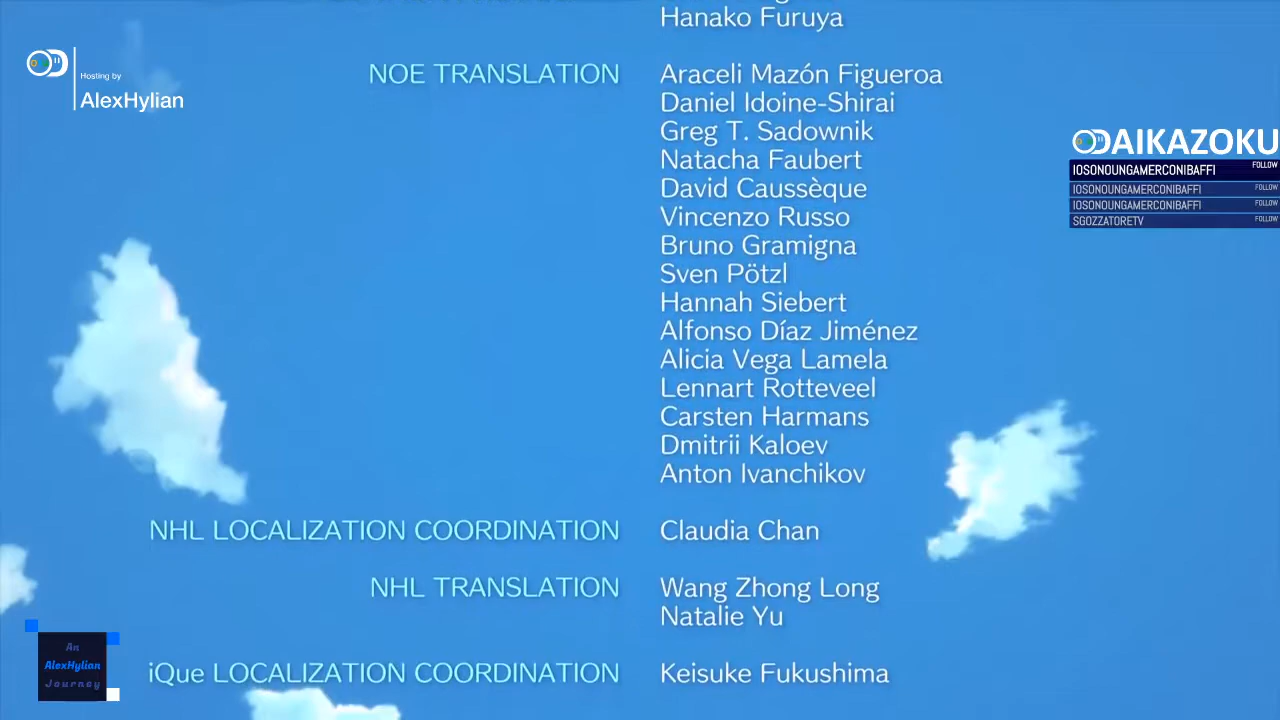 Hanako Furuya
Hosting by
AlexHylian
NOE TRANSLATION Araceli Mazón Figueroa
Daniel Idoine-Shirai
Greg T. Sadownik
Natacha Faubert
David Caussèque
Vincenzo Russo
Bruno Gramigna
Sven Pötzl
Hannah Siebert
Alfonso Díaz Jiménez
Alicia Vega Lamela
Lennart Rotteveel
Carsten Harmans
Dmitrii Kaloev
Anton Ivanchikov
NHL LOCALIZATION COORDINATION Claudia Chan
NHL TRANSLATION Wang Zhong Long
Natalie Yu
iQue LOCALIZATION COORDINATION Keisuke Fukushima
DAIKAZOKU
IOSONOUNGAMERCONIBAFFI FOLLOW
IOSONOUNGAMERCONIBAFFI FOLLOW
IOSONOUNGAMERCONIBAFFI FOLLOW
SGOZZATORETV FOLLOW
An
AlexHylian
Journey